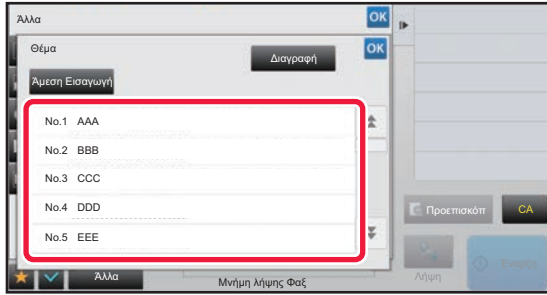 Άλλα
OK
Θέμα
Διαγραφή
OK
Άμεση Εισαγωγή
No.1 AAA
No.2 BBB
No.3 CCC
No.4 DDD
No.5 EEE
Προεπισκόπ
CA
Λήψη
Έναρξη
Άλλα
Μνήμη λήψης Φαξ